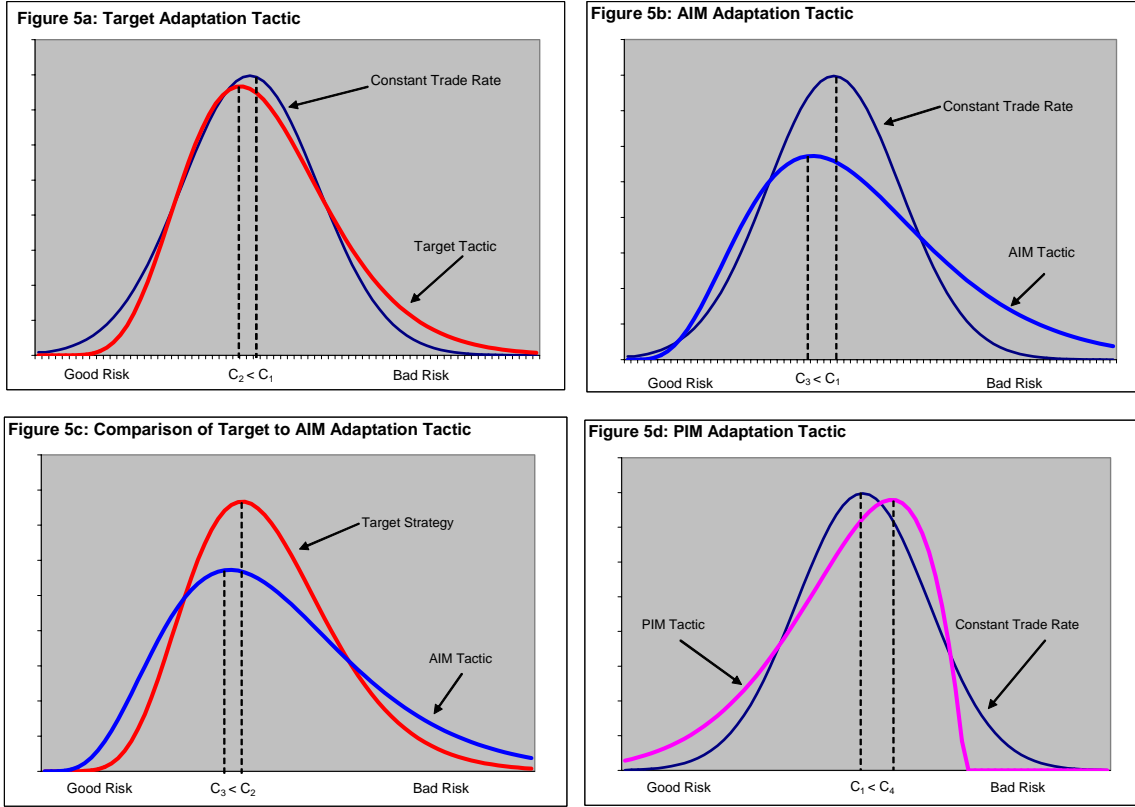 Figure 5a: Target Adaptation Tactic
Constant Trade Rate
Target Tactic
Good Risk
C2 < C1
Bad Risk
Figure 5b: AIM Adaptation Tactic
Constant Trade Rate
AIM Tactic
Good Risk
C3 < C1
Bad Risk
Figure 5c: Comparison of Target to AIM Adaptation Tactic
Target Strategy
AIM Tactic
Good Risk
C3 < C2
Bad Risk
Figure 5d: PIM Adaptation Tactic
PIM Tactic
Constant Trade Rate
Good Risk
C1 < C4
Bad Risk